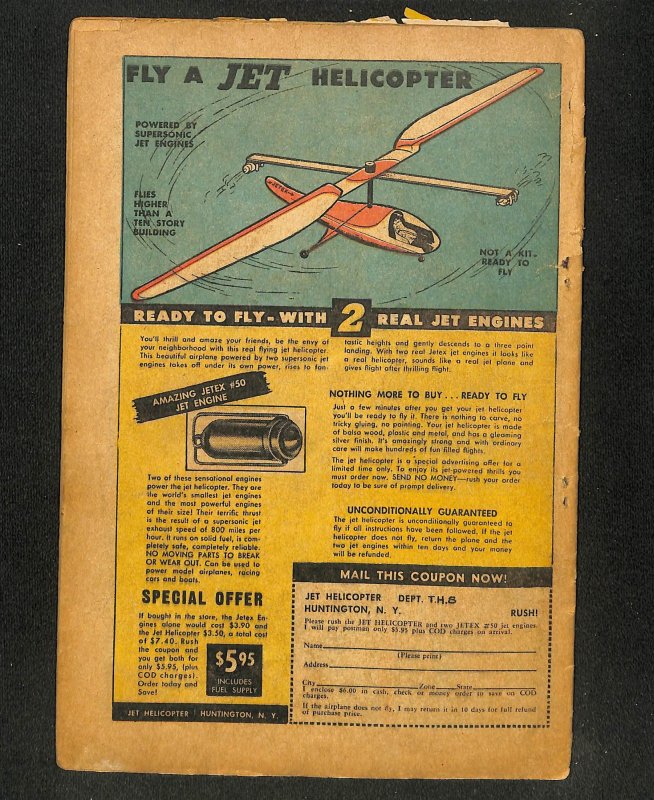 FLY A JET HELICOPTER
POWERED BY
SUPERSONIC
JET ENGINES
FLIES
HIGHER
THAN A
TEN STORY
BUILDING
JETEX
NOT A KIT-
READY TO
FLY
READY TO FLY-WITH 2 REAL JET ENGINES
You'll thrill and amaze your friends, be the envy of
your neighborhood with this real flying jet helicopter.
This beautiful airplane powered by two supersonic jet
engines takes off under its own power, rises to fan-
tastic heights and gently descends to a three point
landing. With two real Jetex jet engines it looks like
a real helicopter, sounds like a real jet plane and
gives flight after thrilling flight.
AMAZING JETEX #50
JET ENGINE
Two of these sensational engines
power the jet helicopter. They are
the world's smallest jet engines
and the most powerful engines
of their size! Their terrific thrust
is the result of a supersonic jet
exhaust speed of 800 miles per
hour. It runs on solid fuel, is com-
pletely safe, completely reliable.
NO MOVING PARTS TO BREAK
OR WEAR OUT. Can be used to
power model airplanes, racing
cars and boats.
SPECIAL OFFER
If bought in the store, the Jetex En-
gines alone would cost $3.90 and
the Jet Helicopter $3.50, a total cost
of $7.40. Rush
the coupon and
you get both for
only $5.95, (plus
COD charges).
Order today and
Save!
$5.95
INCLUDES
FUEL SUPPLY
JET HELICOPTER HUNTINGTON, N. Y.
NOTHING MORE TO BUY . . . READY TO FLY
Just a few minutes after you get your jet helicopter
you'll be ready to fly it. There is nothing to carve, no
tricky gluing, no painting. Your jet helicopter is made
of balsa wood, plastic and metal, and has a gleaming
silver finish. It's amazingly strong and with ordinary
care will make hundreds of fun filled flights.
The jet helicopter is a special advertising offer for a
limited time only. To enjoy its jet-powered thrills you
must order now. SEND NO MONEY—rush your order
today to be sure of prompt delivery.
UNCONDITIONALLY GUARANTEED
The jet helicopter is unconditionally guaranteed to
fly if all instructions have been followed. If the jet
helicopter does not fly, return the plane and the
two jet engines within ten days and your money
will be refunded.
MAIL THIS COUPON NOW!
JET HELICOPTER DEPT. T.H.8
HUNTINGTON, N. Y. RUSH!
Please rush the JET HELICOPTER and two JETEX #50 jet engines.
I will pay postman only $5.95 plus COD charges on arrival.
Name
(Please print)
Address
City Zone State
I enclose $6.00 in cash, check or money order to save on COD
charges.
If the airplane does not fly, I may return it in 10 days for full refund
of purchase price.